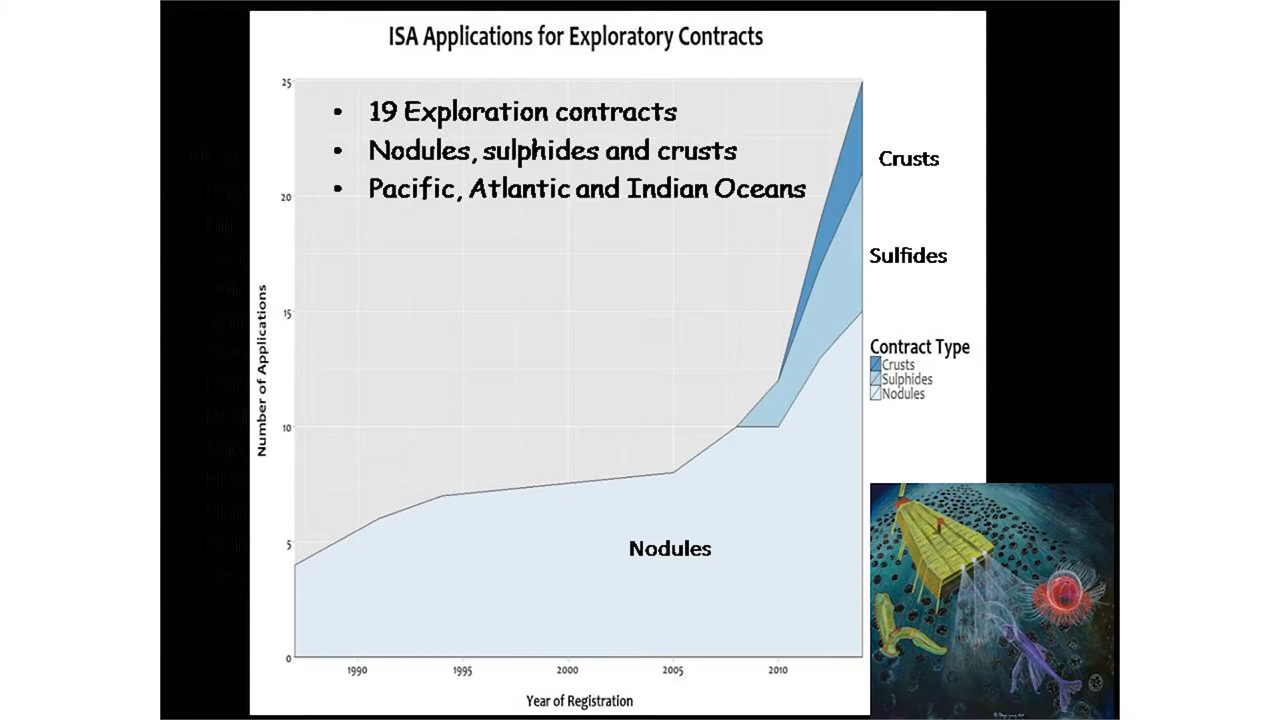 ISA Applications for Exploratory Contracts
• 19 Exploration contracts
• Nodules, sulphides and crusts
• Pacific, Atlantic and Indian Oceans
Crusts
Sulfides
Nodules
Contract Type
Crusts
Sulphides
Nodules
Number of Applications
25
20
15
10
5
0
1990 1995 2000 2005 2010
Year of Registration